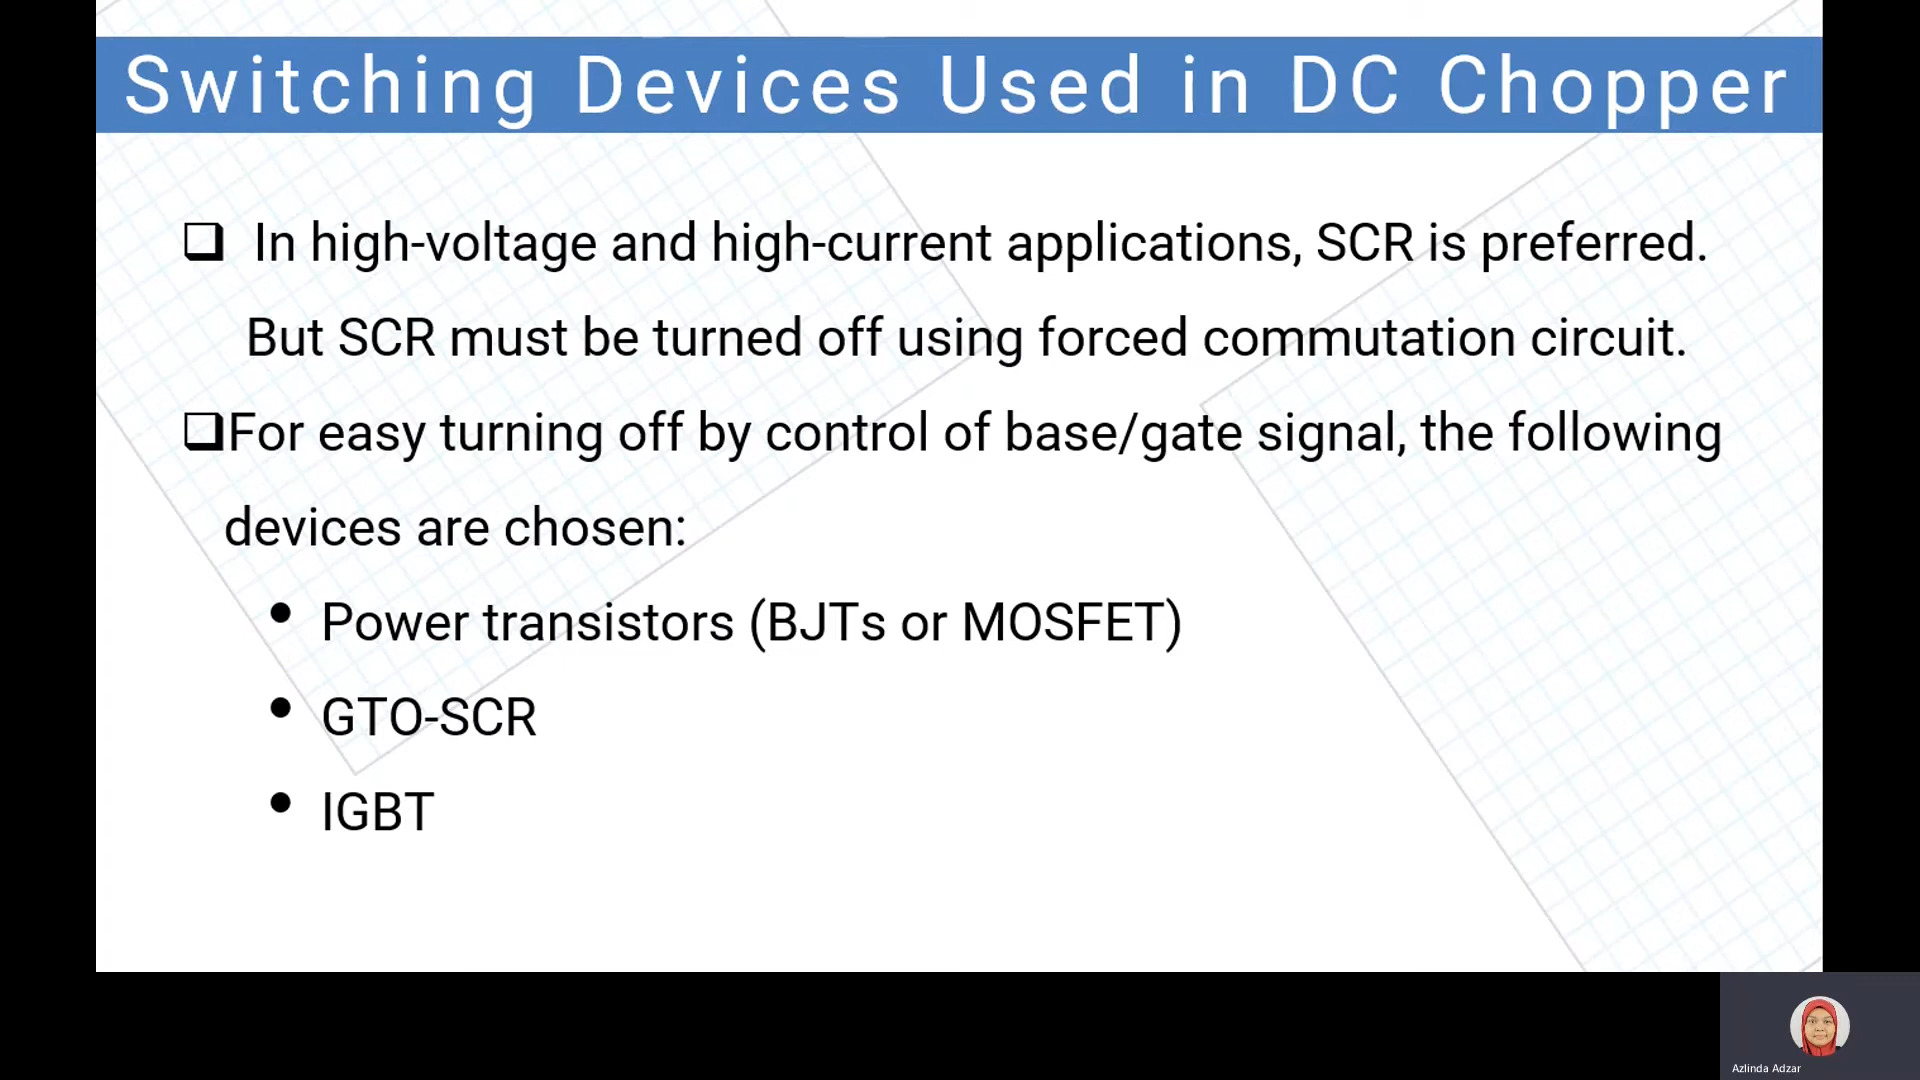 Switching Devices Used in DC Chopper
❑ In high-voltage and high-current applications, SCR is preferred.
But SCR must be turned off using forced commutation circuit.
❑For easy turning off by control of base/gate signal, the following
devices are chosen:
• Power transistors (BJTs or MOSFET)
• GTO-SCR
• IGBT
Azlinda Adzar